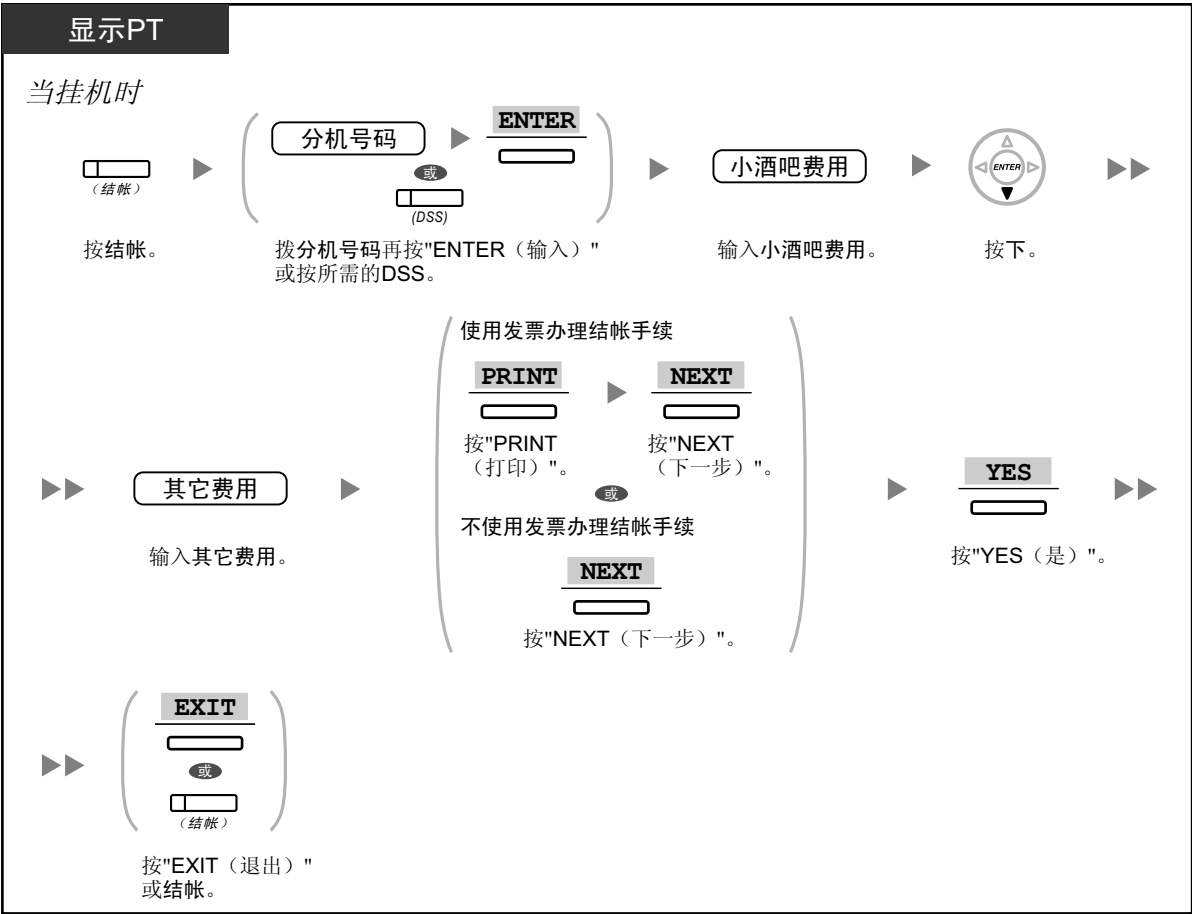 显示PT
当挂机时
（结帐）
分机号码
ENTER
或
(DSS)
小酒吧费用
ENTER
按结帐。
拨分机号码再按"ENTER（输入）"
或按所需的DSS。
输入小酒吧费用。
按下。
其它费用
输入其它费用。
使用发票办理结帐手续
PRINT
NEXT
按"PRINT
（打印）"。
按"NEXT
（下一步）"。
或
不使用发票办理结帐手续
NEXT
按"NEXT（下一步）"。
YES
按"YES（是）"。
EXIT
或
（结帐）
按"EXIT（退出）"
或结帐。